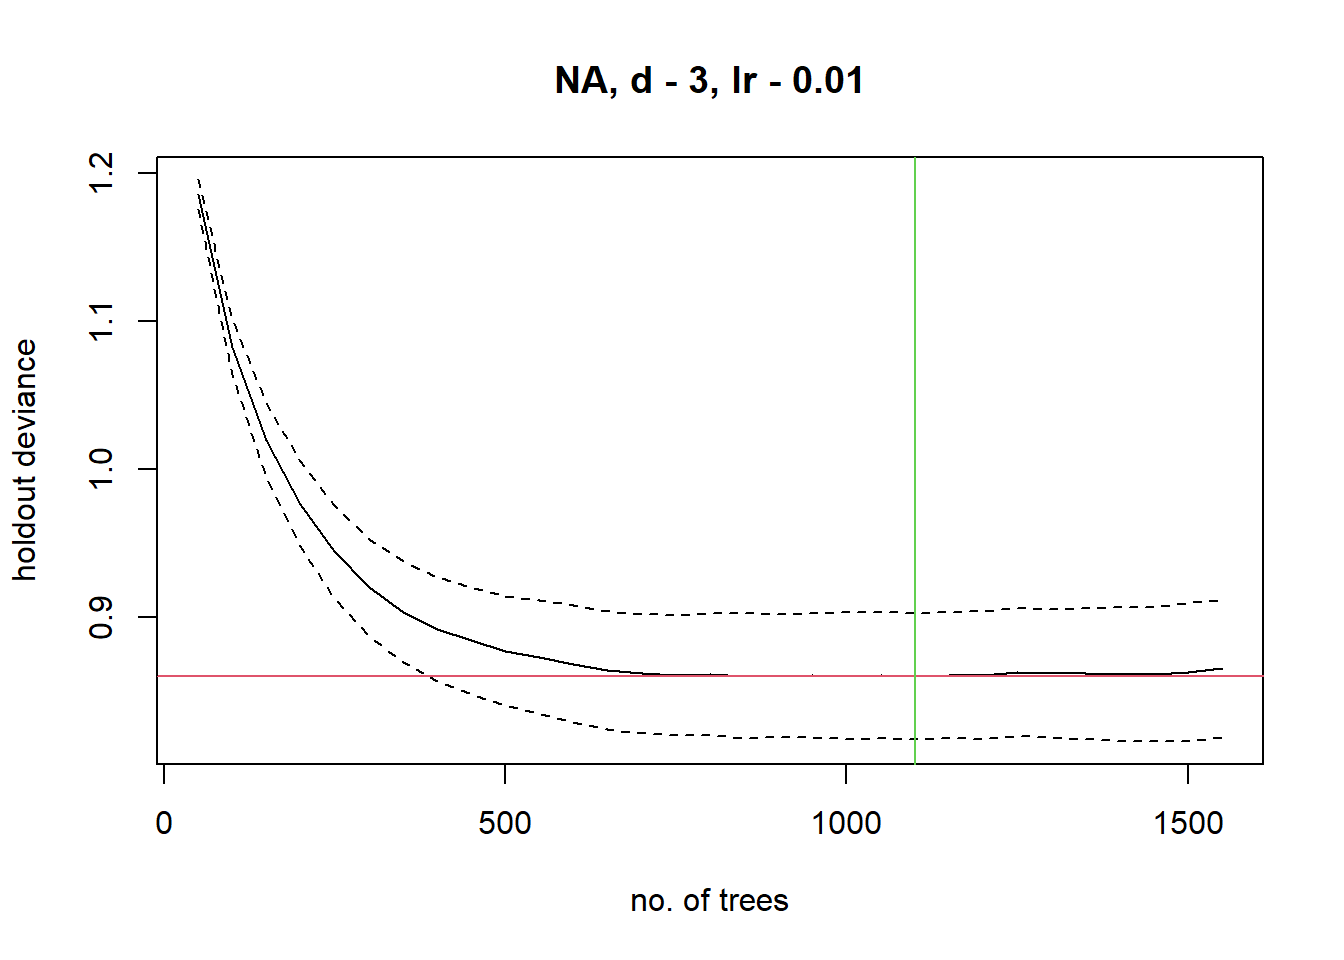 NA, d - 3, lr - 0.01
holdout deviance
1.2
1.1
1.0
0.9
0
500
1000
1500
no. of trees